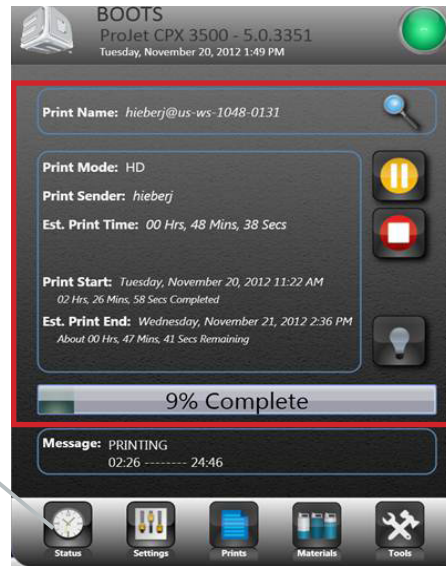 BOOTS
ProJet CPX 3500 - 5.0.3351
Tuesday, November 20, 2012 1:49 PM
Print Name: hieberj@us-ws-1048-0131
Print Mode: HD
Print Sender: hieberj
Est. Print Time: 00 Hrs, 48 Mins, 38 Secs
Print Start: Tuesday, November 20, 2012 11:22 AM
02 Hrs, 26 Mins, 58 Secs Completed
Est. Print End: Wednesday, November 21, 2012 2:36 PM
About 00 Hrs, 47 Mins, 41 Secs Remaining
9% Complete
Message: PRINTING
02:26 -------- 24:46
Status Settings Prints Materials Tools